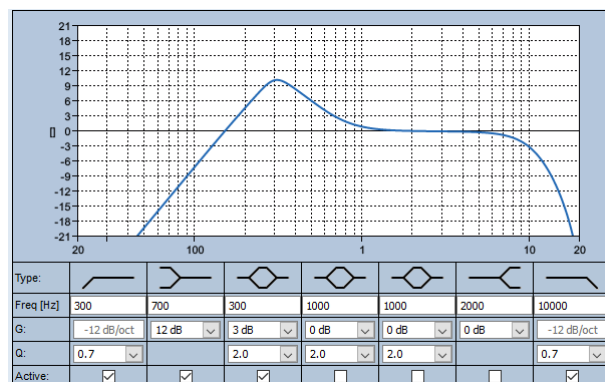 21
18
15
12
9
6
3
[] 0
-3
-6
-9
-12
-15
-18
-21
20 100 1 10 20
Type:
Freq [Hz] 300 700 300 1000 1000 2000 10000
G: -12 dB/oct 12 dB 3 dB 0 dB 0 dB 0 dB -12 dB/oct
Q: 0.7 2.0 2.0 2.0 0.7
Active: